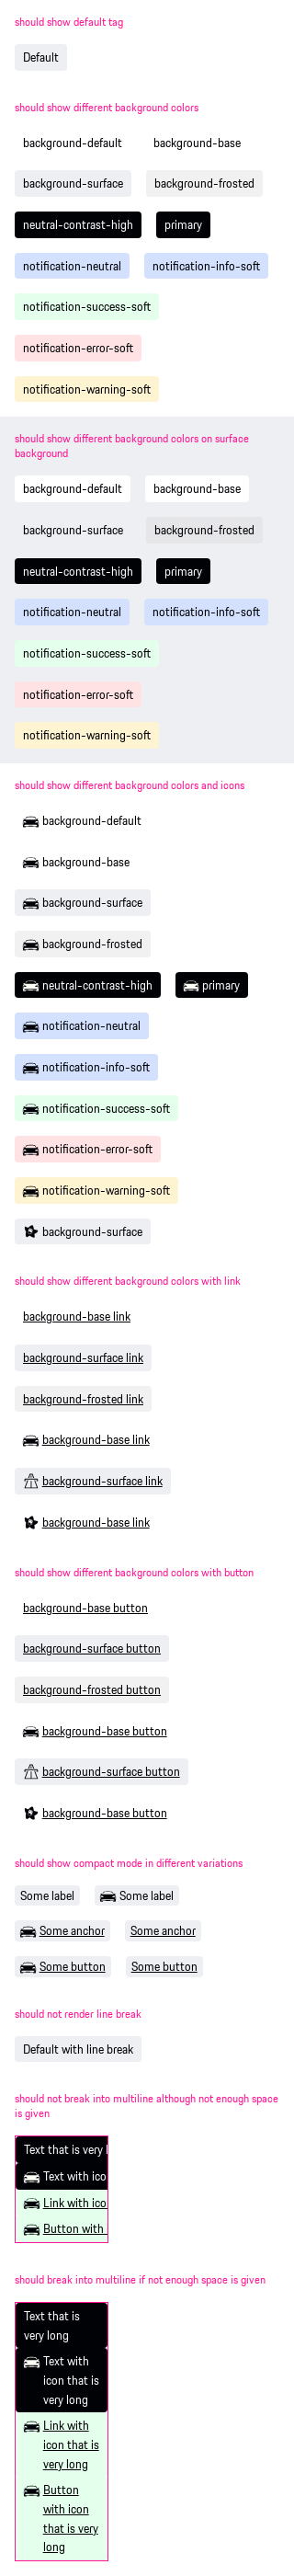 should show default tag
Default
should show different background colors
background-default background-base
background-surface background-frosted
neutral-contrast-high primary
notification-neutral notification-info-soft
notification-success-soft
notification-error-soft
notification-warning-soft
should show different background colors on surface
background
background-default background-base
background-surface background-frosted
neutral-contrast-high primary
notification-neutral notification-info-soft
notification-success-soft
notification-error-soft
notification-warning-soft
should show different background colors and icons
background-default
background-base
background-surface
background-frosted
neutral-contrast-high primary
notification-neutral
notification-info-soft
notification-success-soft
notification-error-soft
notification-warning-soft
background-surface
should show different background colors with link
background-base link
background-surface link
background-frosted link
background-base link
background-surface link
background-base link
should show different background colors with button
background-base button
background-surface button
background-frosted button
background-base button
background-surface button
background-base button
should show compact mode in different variations
Some label Some label
Some anchor Some anchor
Some button Some button
should not render line break
Default with line break
should not break into multiline although not enough space
is given
Text that is very l
Text with ico
Link with ico
Button with
should break into multiline if not enough space is given
Text that is
very long
Text with
icon that is
very long
Link with
icon that is
very long
Button
with icon
that is very
long